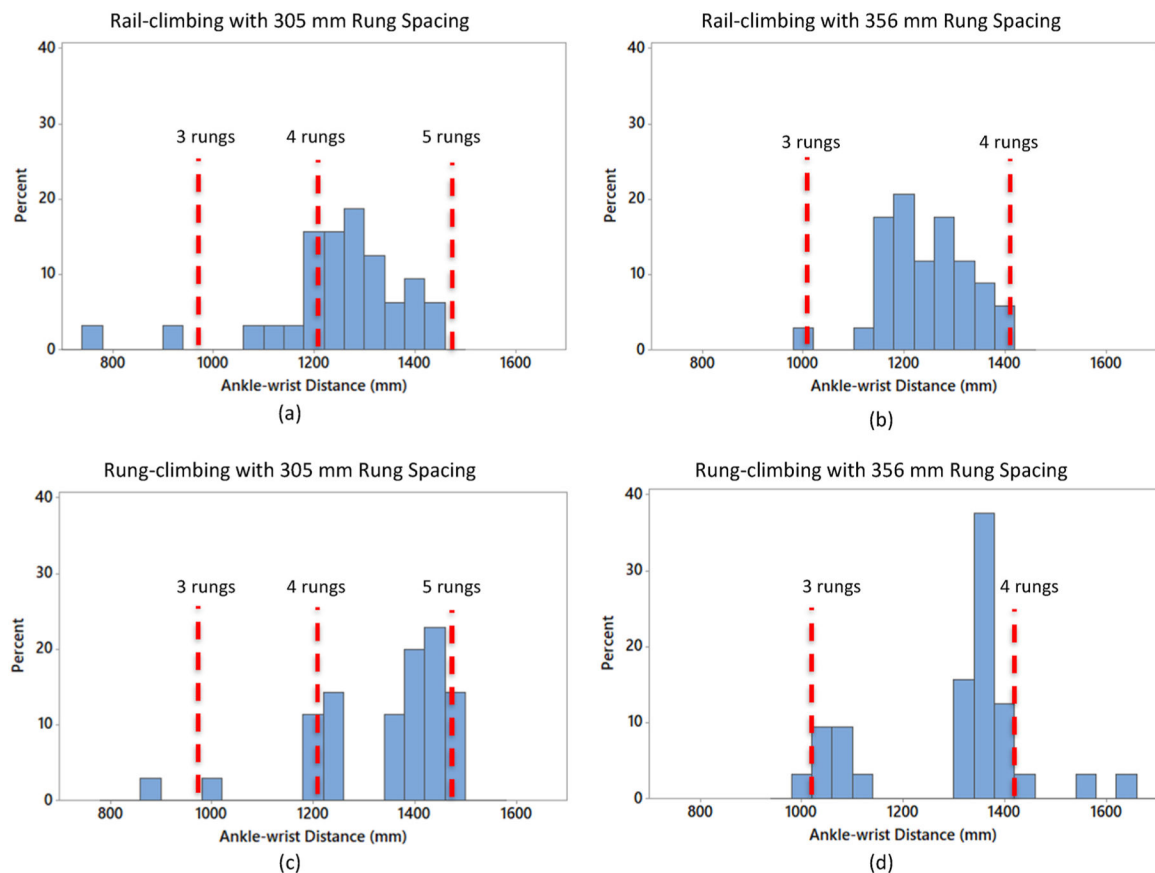 Rail-climbing with 305 mm Rung Spacing
40
30
20
10
0
Percent
3 rungs
4 rungs
5 rungs
800
1000
1200
1400
1600
Ankle-wrist Distance (mm)
(a)
Rail-climbing with 356 mm Rung Spacing
40
30
20
10
0
Percent
3 rungs
4 rungs
800
1000
1200
1400
1600
Ankle-wrist Distance (mm)
(b)
Rung-climbing with 305 mm Rung Spacing
40
30
20
10
0
Percent
3 rungs
4 rungs
5 rungs
800
1000
1200
1400
1600
Ankle-wrist Distance (mm)
(c)
Rung-climbing with 356 mm Rung Spacing
40
30
20
10
0
Percent
3 rungs
4 rungs
800
1000
1200
1400
1600
Ankle-wrist Distance (mm)
(d)